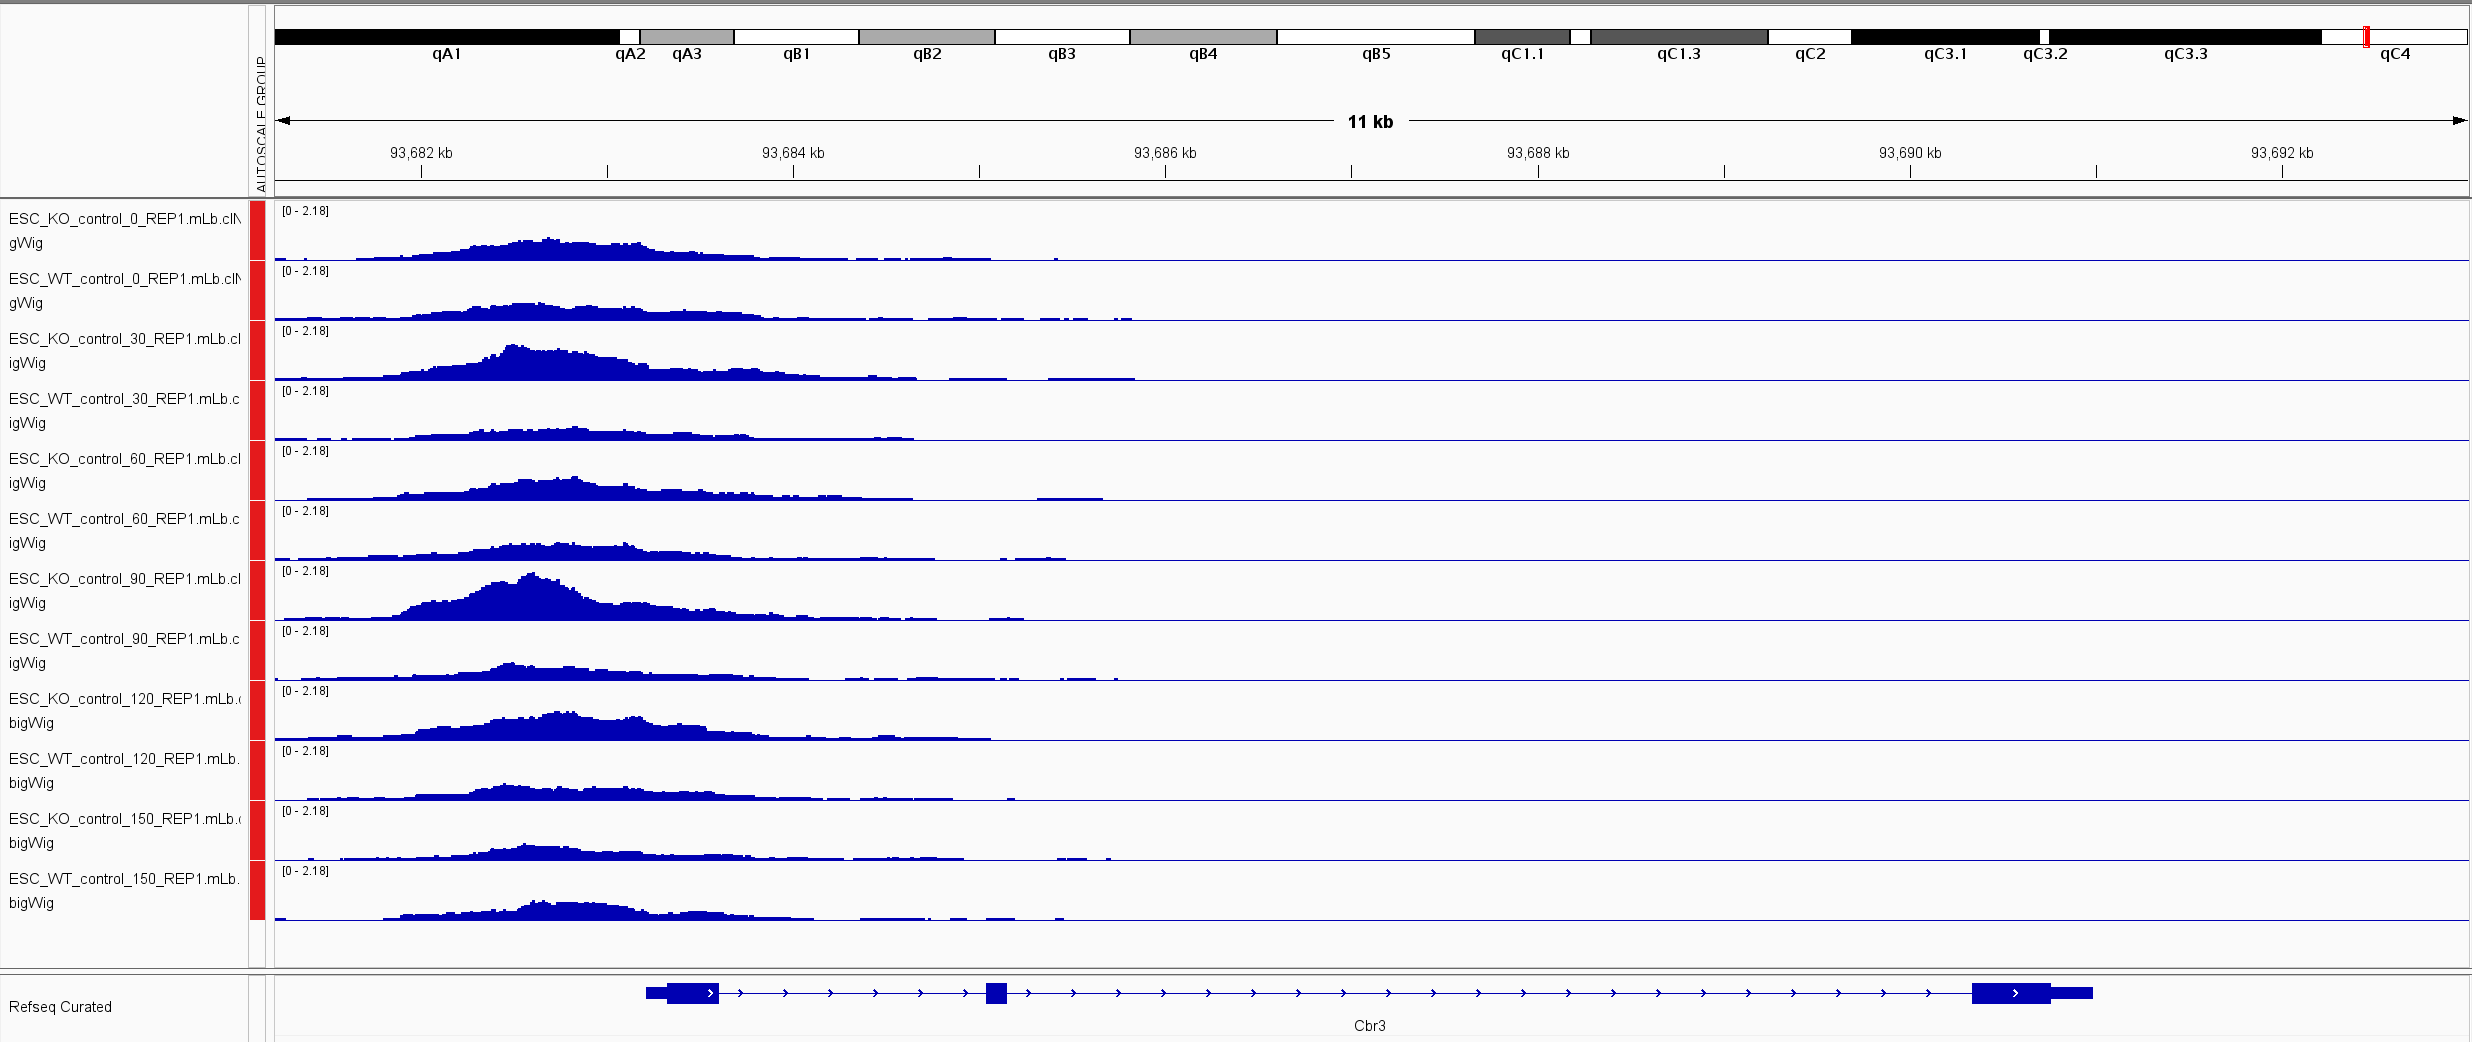 qA1 qA2 qA3 qB1 qB2 qB3 qB4 qB5 qC1.1 qC1.3 qC2 qC3.1 qC3.2 qC3.3 qC4
AUTOSCALE GROUP
11 kb
93,682 kb 93,684 kb 93,686 kb 93,688 kb 93,690 kb 93,692 kb
ESC_KO_control_0_REP1.mLb.clN
gWig
[0 - 2.18]
ESC_WT_control_0_REP1.mLb.clN
gWig
[0 - 2.18]
ESC_KO_control_30_REP1.mLb.cl
igWig
[0 - 2.18]
ESC_WT_control_30_REP1.mLb.c
igWig
[0 - 2.18]
ESC_KO_control_60_REP1.mLb.cl
igWig
[0 - 2.18]
ESC_WT_control_60_REP1.mLb.c
igWig
[0 - 2.18]
ESC_KO_control_90_REP1.mLb.cl
igWig
[0 - 2.18]
ESC_WT_control_90_REP1.mLb.c
igWig
[0 - 2.18]
ESC_KO_control_120_REP1.mLb.
bigWig
[0 - 2.18]
ESC_WT_control_120_REP1.mLb.
bigWig
[0 - 2.18]
ESC_KO_control_150_REP1.mLb.
bigWig
[0 - 2.18]
ESC_WT_control_150_REP1.mLb.
bigWig
[0 - 2.18]
Refseq Curated
Cbr3